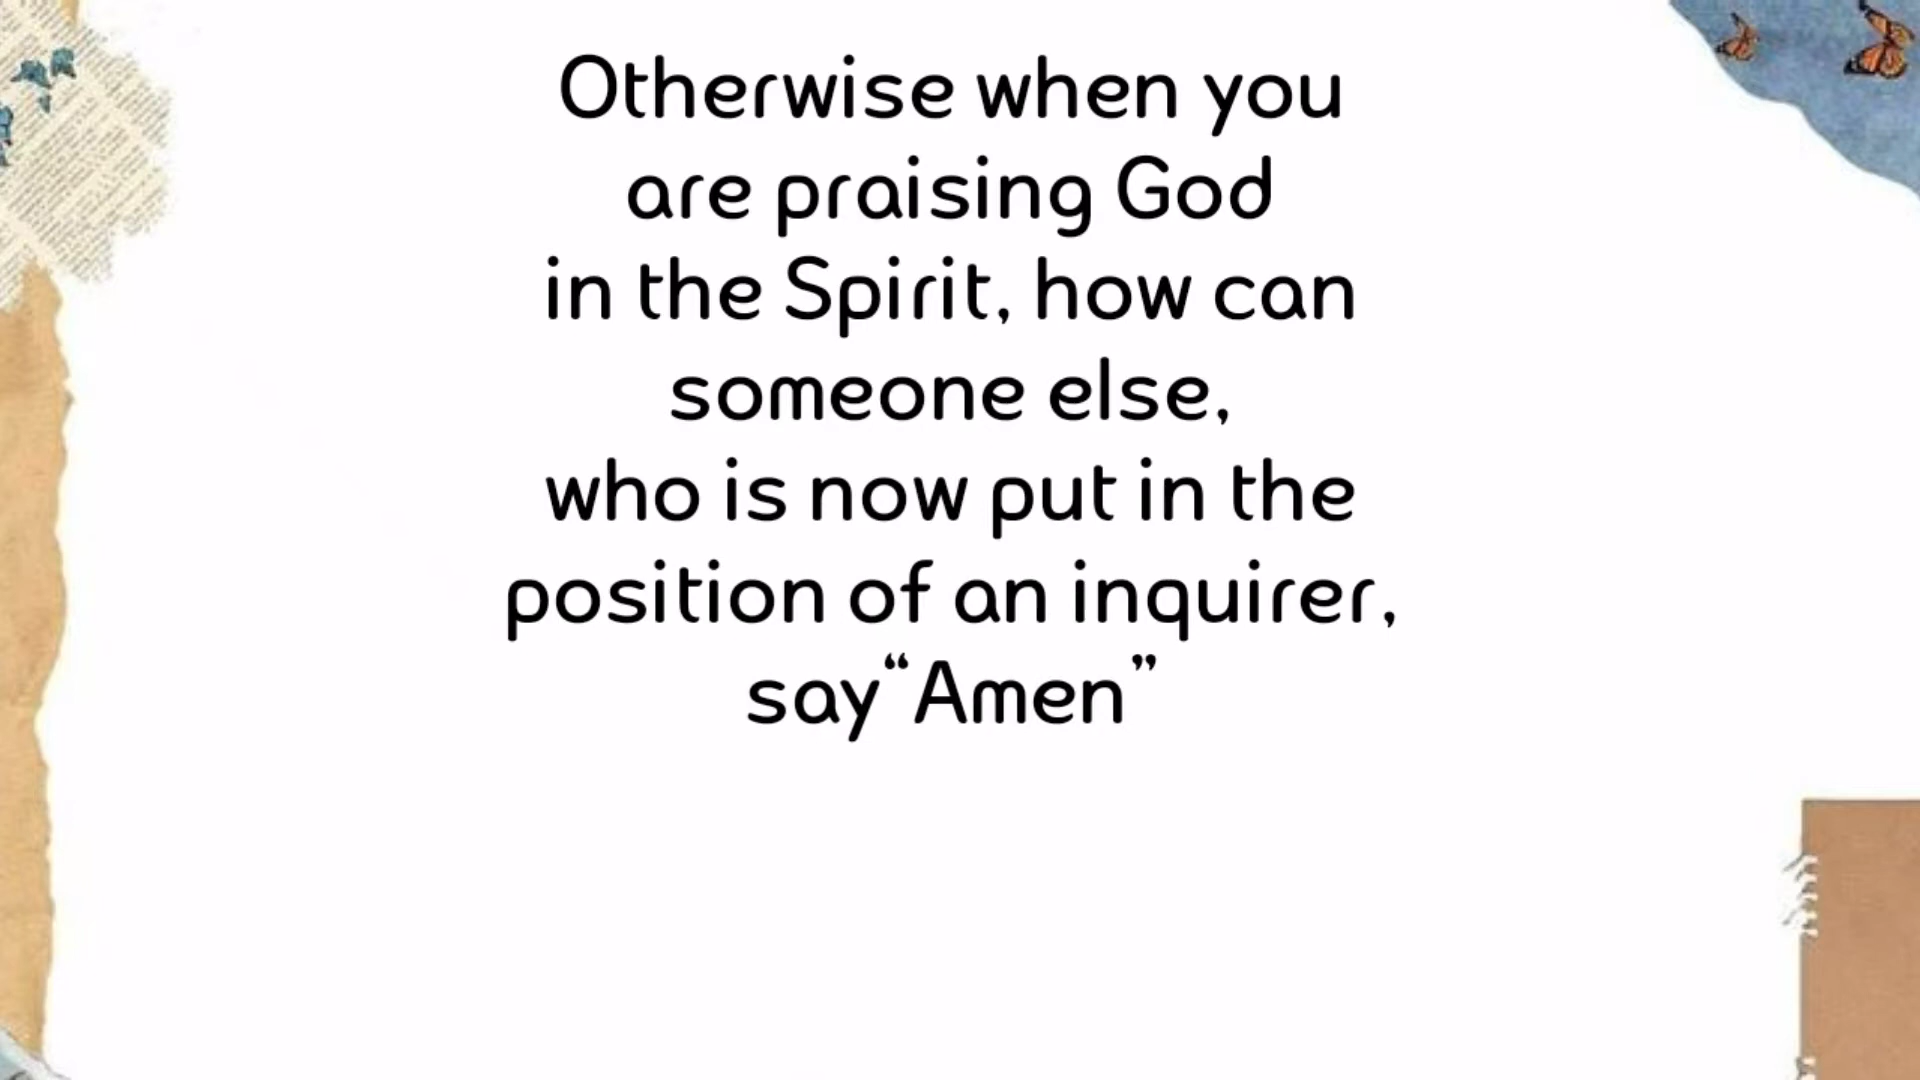 Otherwise when you
are praising God
in the Spirit, how can
someone else,
who is now put in the
position of an inquirer,
say“Amen”